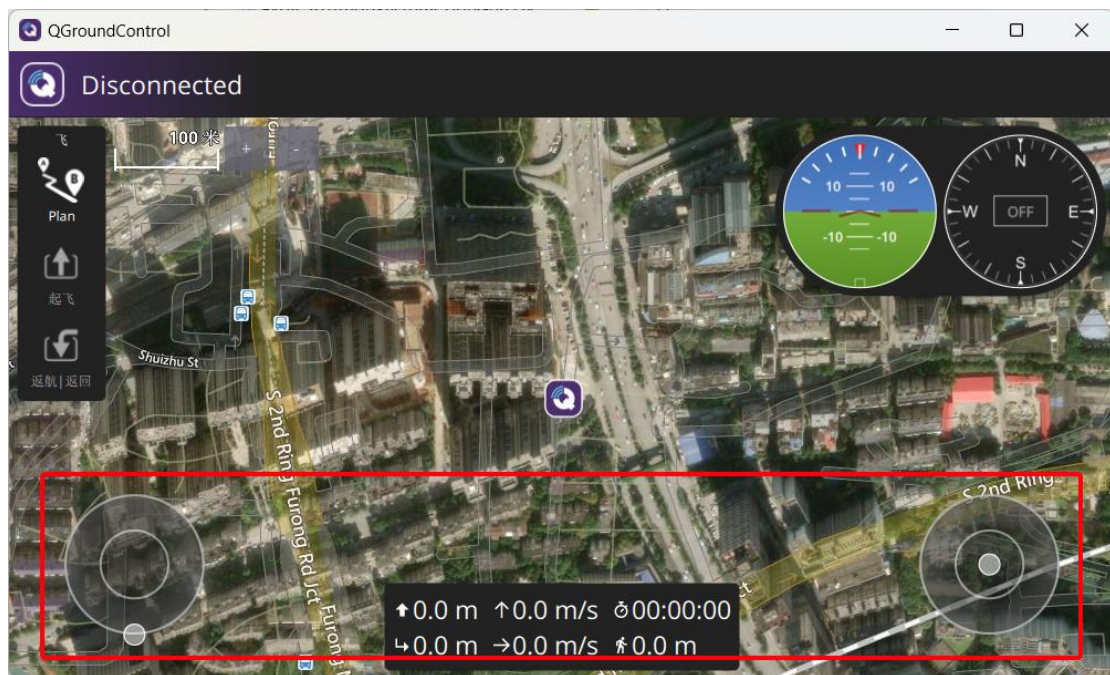 QGroundControl
Disconnected
飞
100 米
+ -
A
B
Plan
起飞
返航|返回
10 10
-10 -10
N
W OFF E
S
Shuizhu St
S 2nd Ring
Furong Rd Jct
Furong
S 2nd Ring
ct
0.0 m 0.0 m/s 00:00:00
0.0 m 0.0 m/s 0.0 m